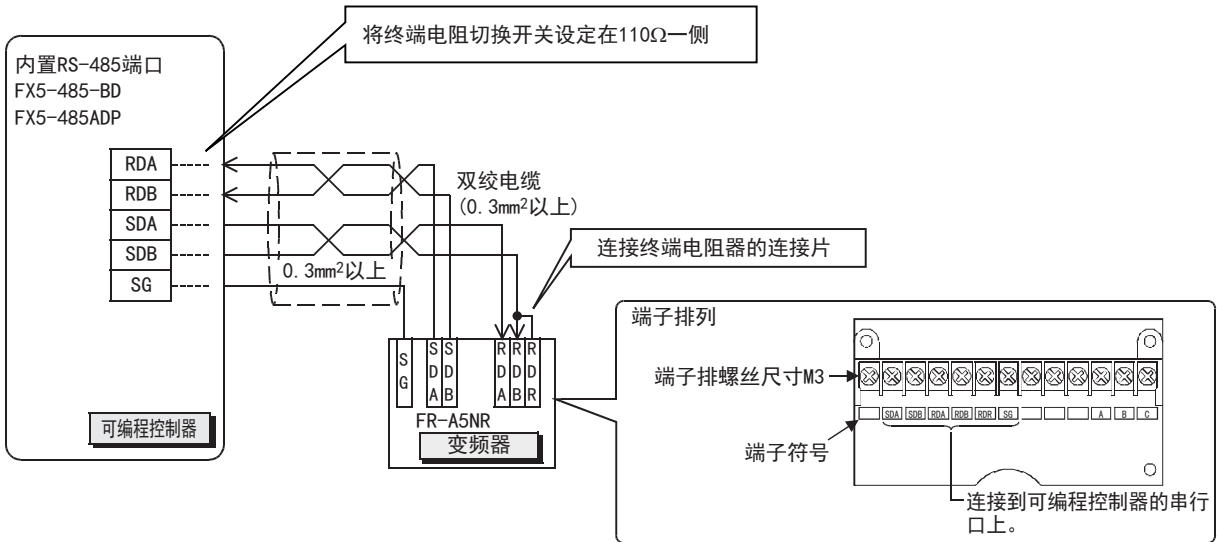 将终端电阻切换开关设定在110Ω一侧
内置RS-485端口
FX5-485-BD
FX5-485ADP
RDA
RDB
SDA
SDB
SG
双绞电缆
(0.3mm²以上)
0.3mm²以上
连接终端电阻器的连接片
可编程控制器
SG
SDA
SDB
RDA
RDB
RDR
FR-A5NR
变频器
端子排列
端子排螺丝尺寸M3
SDA SDB RDA RDB RDR SG A B C
端子符号
连接到可编程控制器的串行
口上。